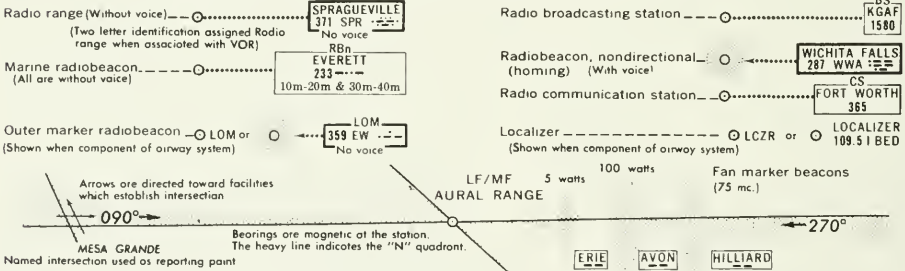 Radio range (Without voice)
SPRAGUEVILLE
371 SPR
No voice
(Two letter identification assigned Radio
range when associated with VOR)
Marine radiobeacon
(All are without voice)
RBn
EVERETT
233
10m-20m & 30m-40m
Outer marker radiobeacon LOM or
(Shown when component of airway system)
LOM
359 EW
No voice
Radio broadcasting station
BS
KGAF
1580
Radiobeacon, nondirectional
(homing) (With voice)
WICHITA FALLS
287 WWA
Radio communication station
CS
FORT WORTH
365
Localizer LCZR or LOCALIZER
109.5 I BED
(Shown when component of airway system)
Arrows are directed toward facilities
which establish intersection
090°
MESA GRANDE
Named intersection used as reporting point
LF/MF
AURAL RANGE
Bearings are magnetic at the station.
The heavy line indicates the "N" quadrant.
5 watts
100 watts
Fan marker beacons
(75 mc.)
270°
ERIE
AVON
HILLIARD